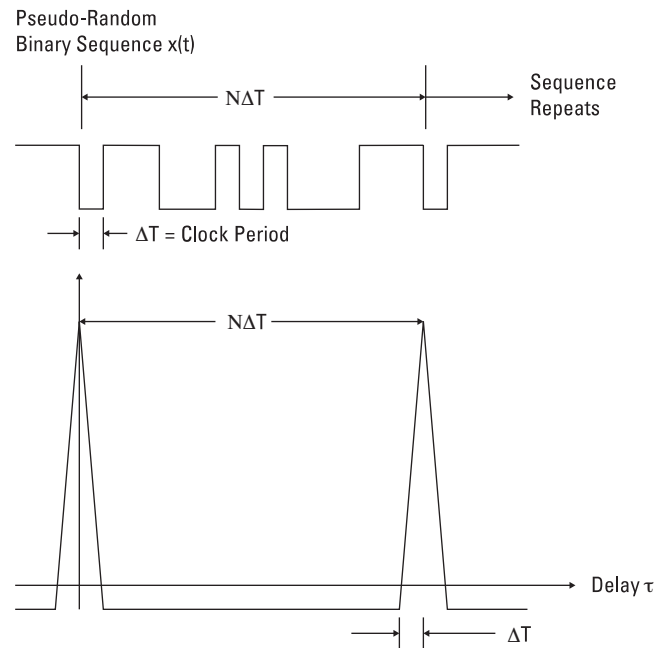 Pseudo-Random
Binary Sequence x(t)
NΔT
Sequence
Repeats
ΔT = Clock Period
NΔT
Delay τ
ΔT